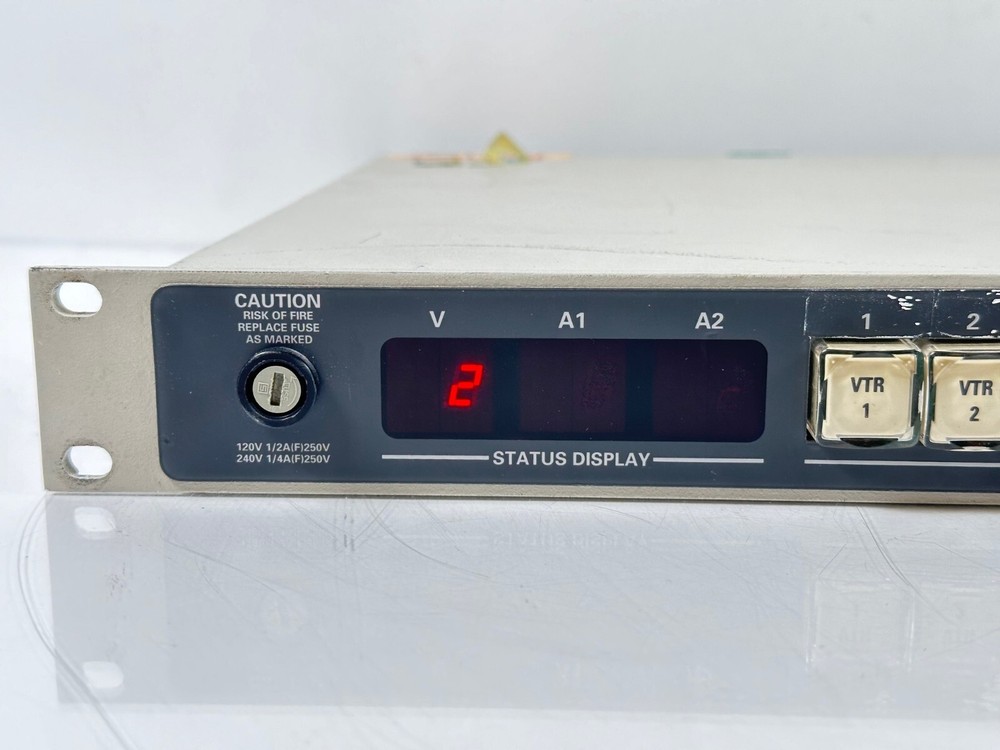 CAUTION
RISK OF FIRE
REPLACE FUSE
AS MARKED
120V 1/2A(F)250V
240V 1/4A(F)250V
V A1 A2
2
STATUS DISPLAY
1 2
VTR
1
VTR
2